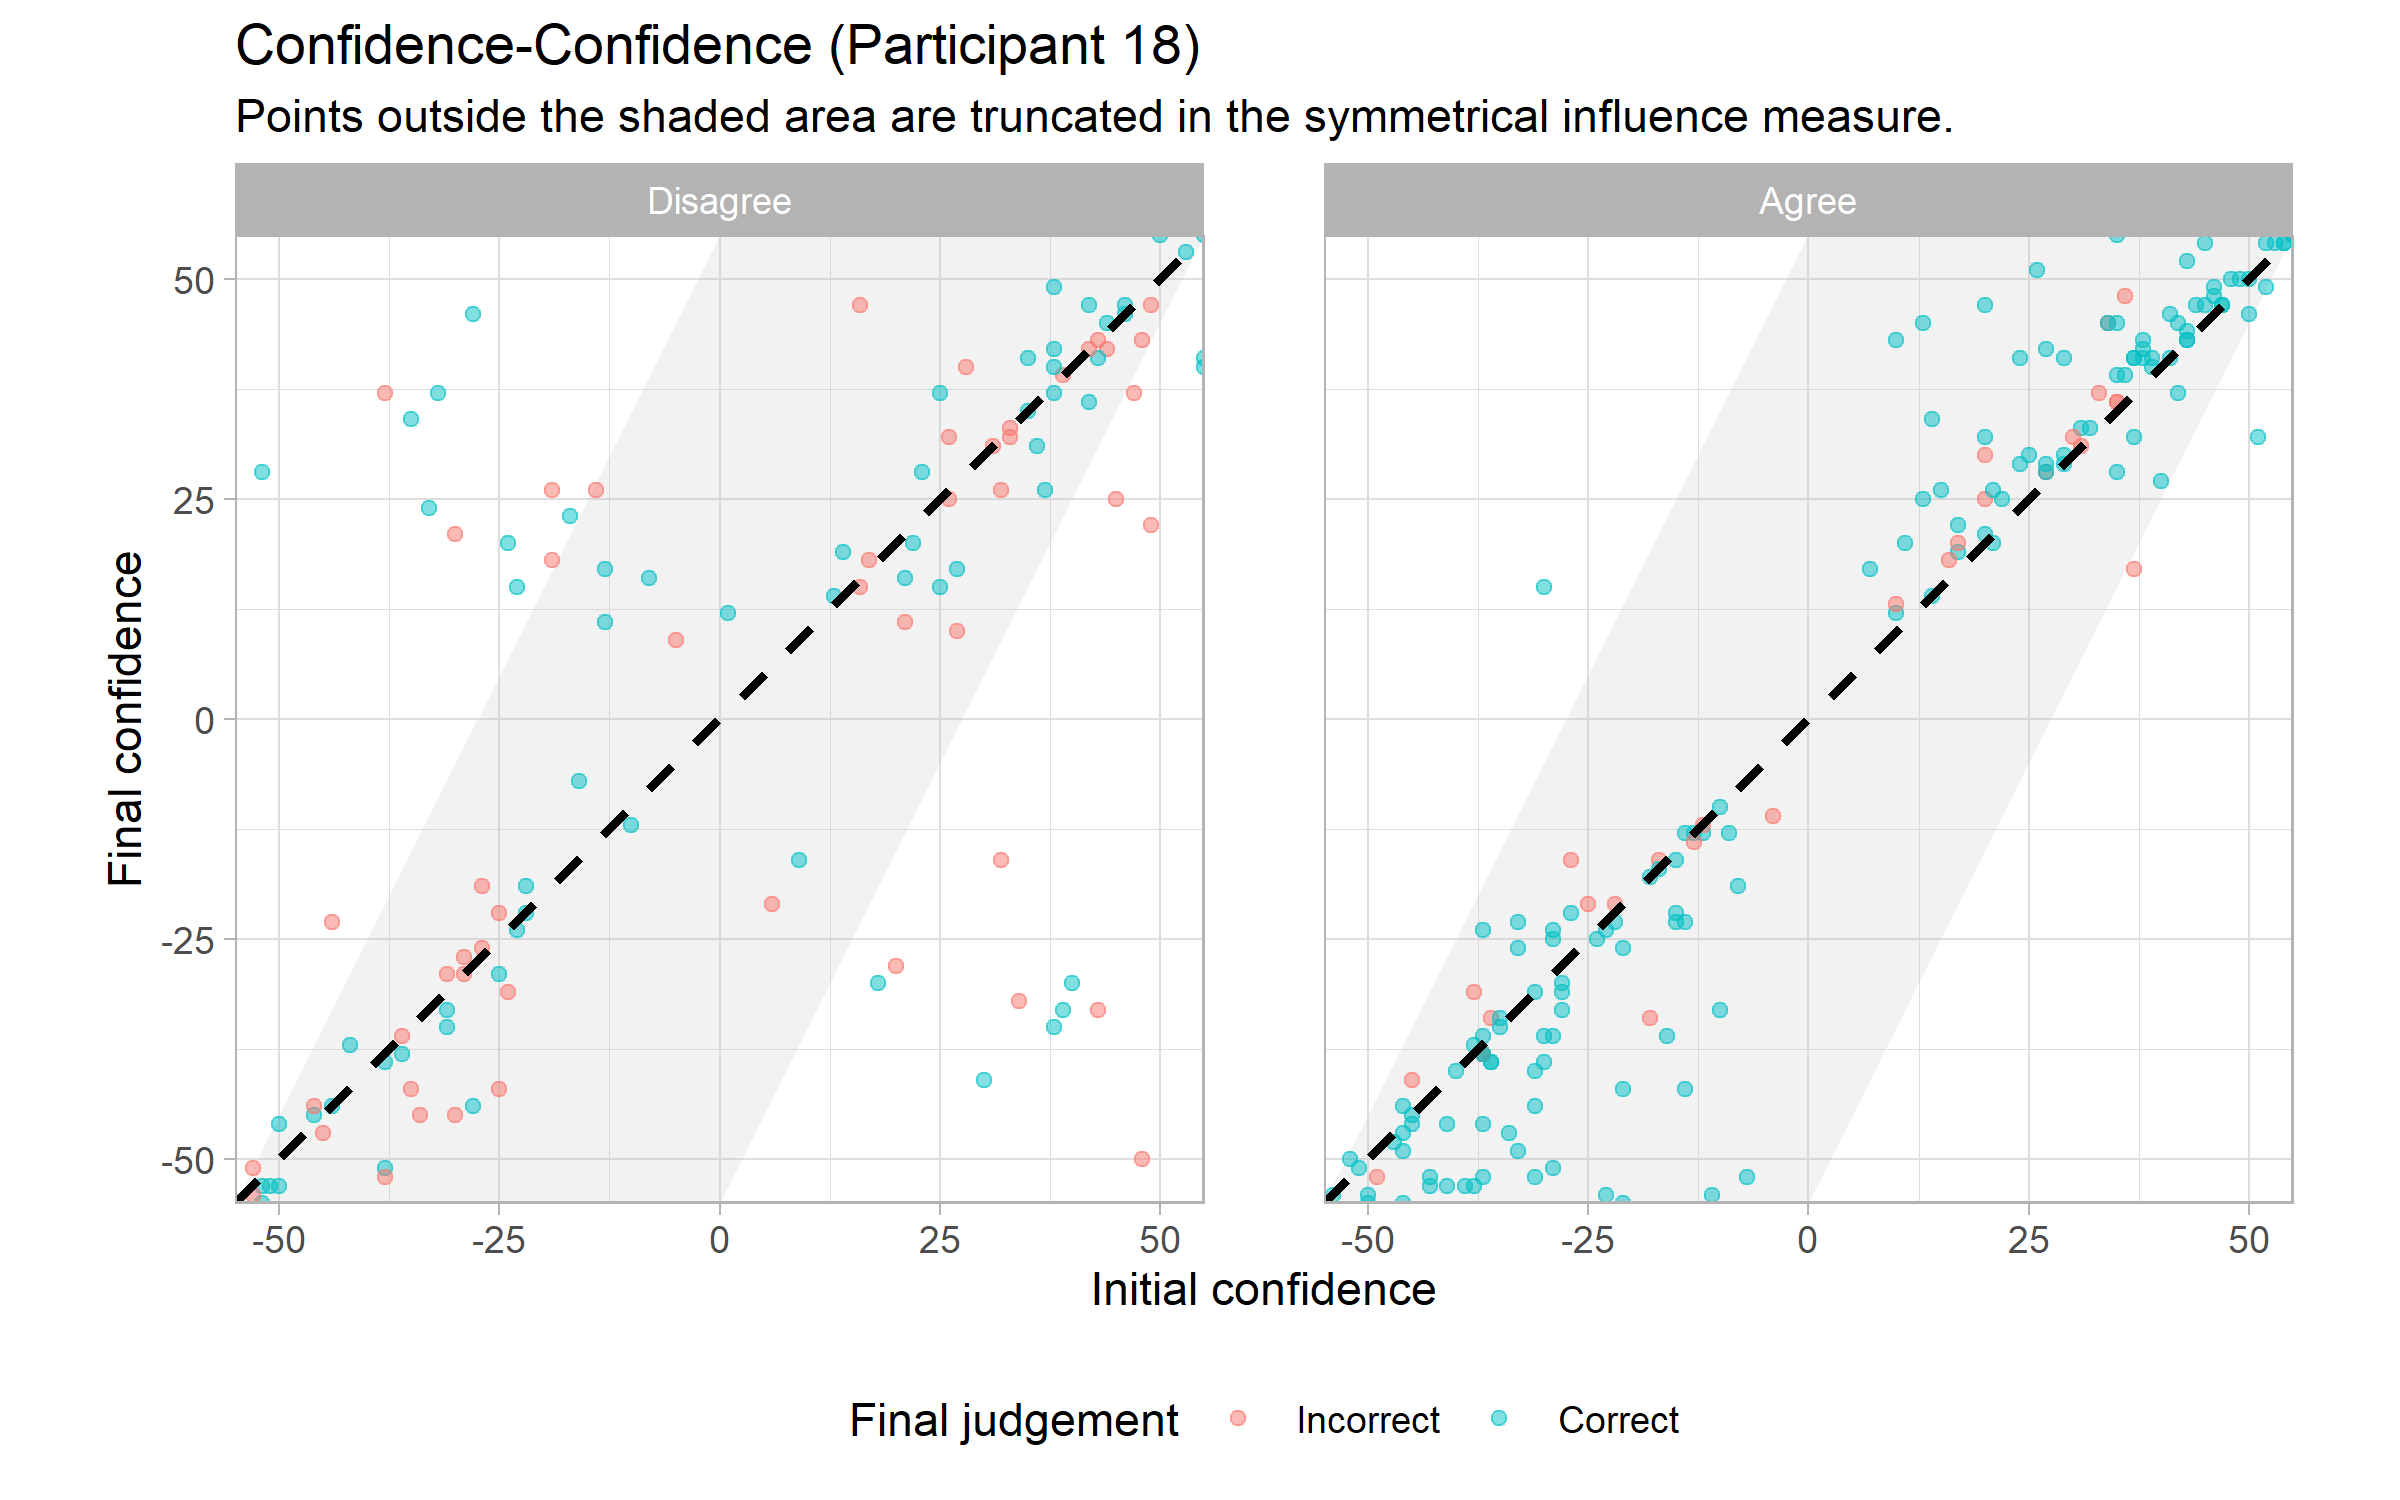 Confidence-Confidence (Participant 18)
Points outside the shaded area are truncated in the symmetrical influence measure.
Disagree
Agree
Final confidence
50
25
0
-25
-50
-50 -25 0 25 50
-50 -25 0 25 50
Initial confidence
Final judgement Incorrect Correct